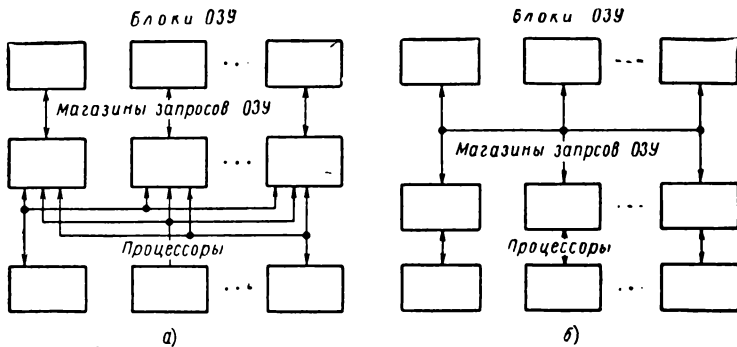 Блоки ОЗУ
Магазины запросов ОЗУ
Процессоры
а)
Блоки ОЗУ
Магазины запрсов ОЗУ
Процессоры
б)